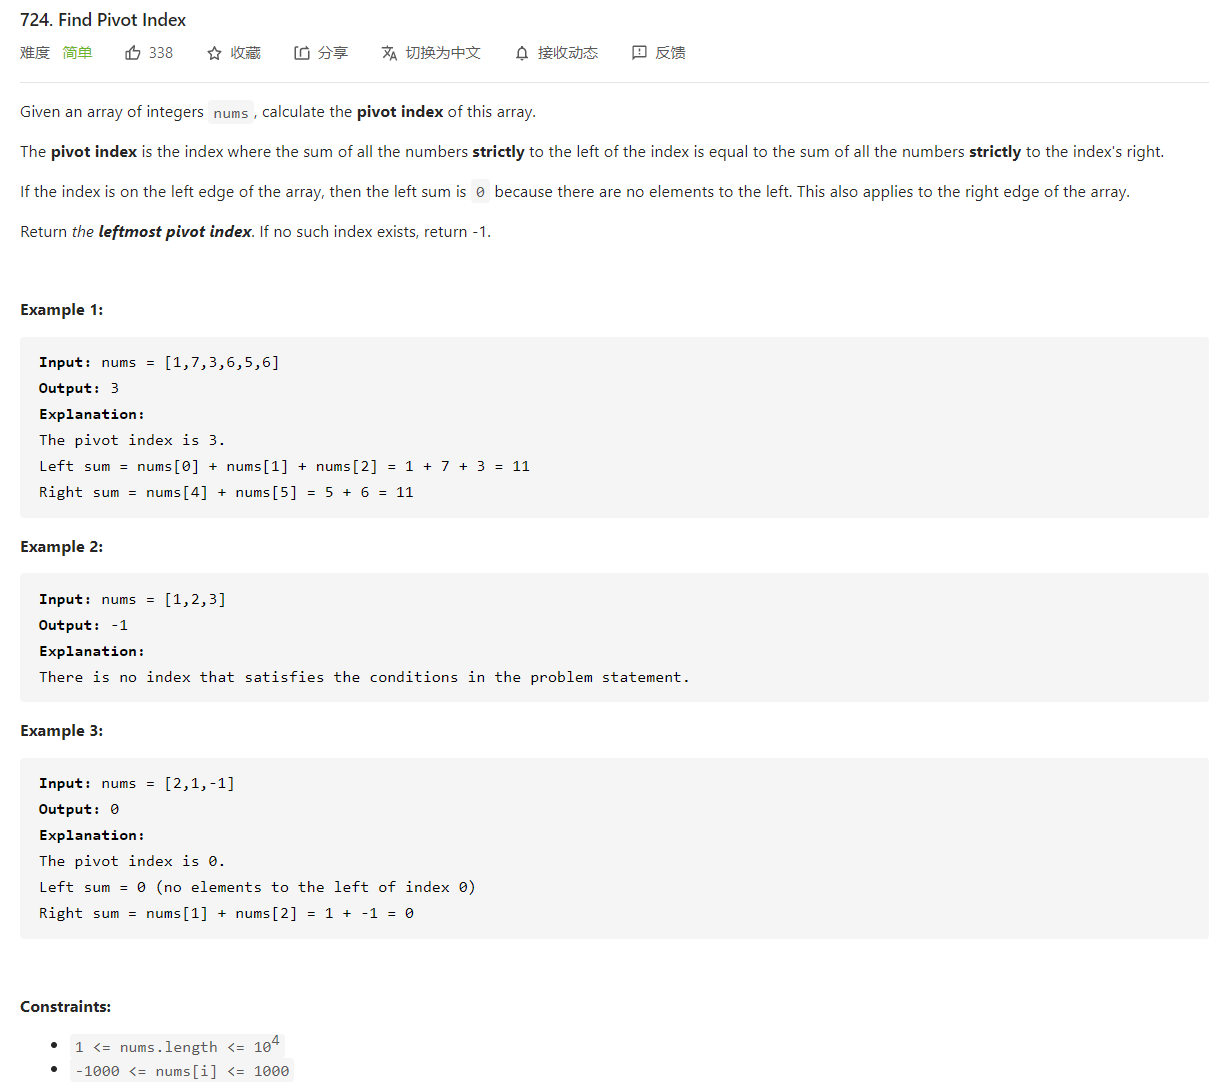 724. Find Pivot Index
难度 简单 338 收藏 分享 切换为中文 接收动态 反馈
Given an array of integers nums, calculate the pivot index of this array.
The pivot index is the index where the sum of all the numbers strictly to the left of the index is equal to the sum of all the numbers strictly to the index's right.
If the index is on the left edge of the array, then the left sum is 0 because there are no elements to the left. This also applies to the right edge of the array.
Return the leftmost pivot index. If no such index exists, return -1.
Example 1:
Input: nums = [1,7,3,6,5,6]
Output: 3
Explanation:
The pivot index is 3.
Left sum = nums[0] + nums[1] + nums[2] = 1 + 7 + 3 = 11
Right sum = nums[4] + nums[5] = 5 + 6 = 11
Example 2:
Input: nums = [1,2,3]
Output: -1
Explanation:
There is no index that satisfies the conditions in the problem statement.
Example 3:
Input: nums = [2,1,-1]
Output: 0
Explanation:
The pivot index is 0.
Left sum = 0 (no elements to the left of index 0)
Right sum = nums[1] + nums[2] = 1 + -1 = 0
Constraints:
• 1 <= nums.length <= 10⁴
• -1000 <= nums[i] <= 1000